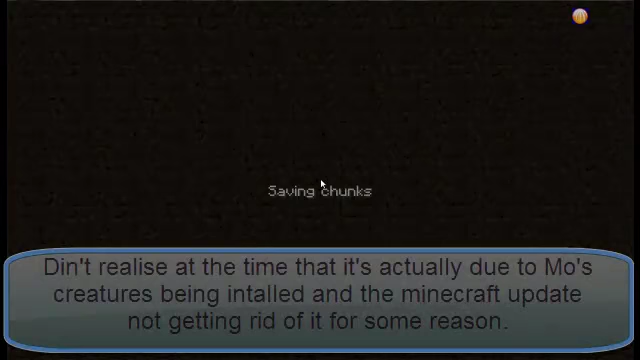 Saving chunks
Din't realise at the time that it's actually due to Mo's
creatures being intalled and the minecraft update
not getting rid of it for some reason.